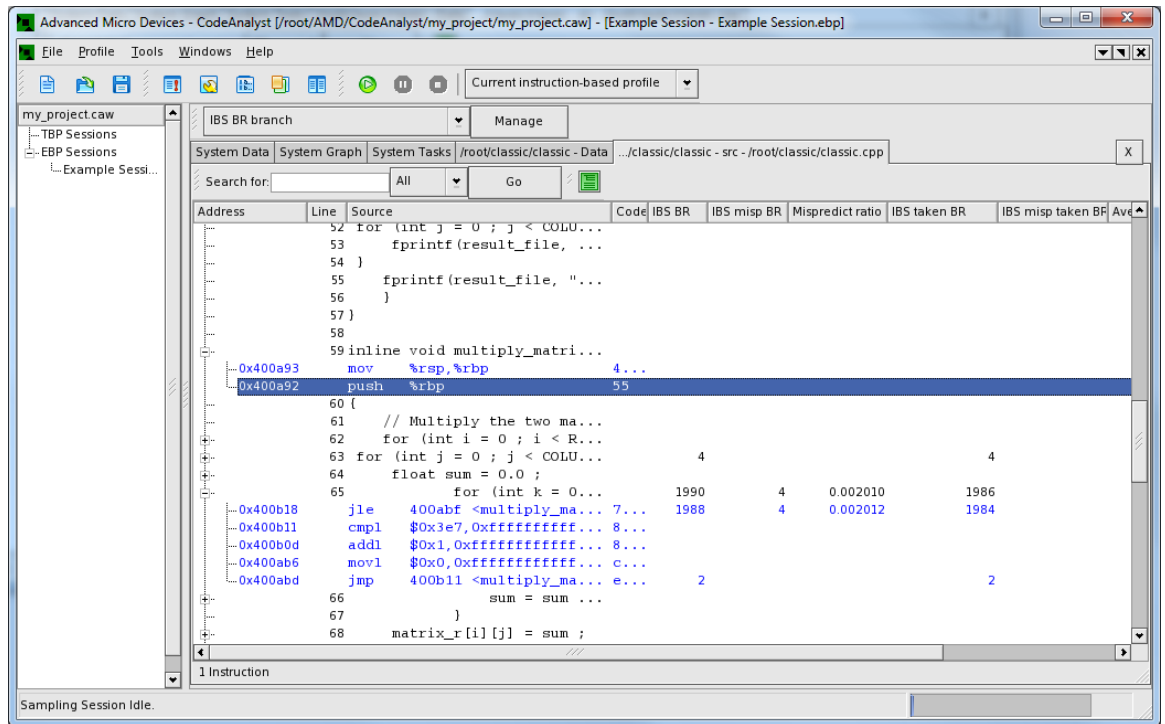 Advanced Micro Devices - CodeAnalyst [/root/AMD/CodeAnalyst/my_project/my_project.caw] - [Example Session - Example Session.ebp]
File Profile Tools Windows Help
Current instruction-based profile
my_project.caw
TBP Sessions
EBP Sessions
Example Sessi...
IBS BR branch Manage
System Data System Graph System Tasks /root/classic/classic - Data .../classic/classic - src - /root/classic/classic.cpp X
Search for: All Go
Address Line Source Code IBS BR IBS misp BR Mispredict ratio IBS taken BR IBS misp taken BR Ave
52 for (int j = 0 ; j < COLU...
53 fprintf(result_file, ...
54 }
55 fprintf(result_file, "...
56 }
57 }
58
59 inline void multiply_matri...
0x400a93 mov %rsp,%rbp 4...
0x400a92 push %rbp 55
60 {
61 // Multiply the two ma...
62 for (int i = 0 ; i < R...
63 for (int j = 0 ; j < COLU... 4 4
64 float sum = 0.0 ;
65 for (int k = 0... 1990 4 0.002010 1986
0x400b18 jle 400abf <multiply_ma... 7... 1988 4 0.002012 1984
0x400b11 cmpl $0x3e7,0xfffffffffff... 8...
0x400b0d addl $0x1,0xffffffffffff... 8...
0x400ab6 movl $0x0,0xffffffffffff... c...
0x400abd jmp 400b11 <multiply_ma... e... 2 2
66 sum = sum ...
67 }
68 matrix_r[i][j] = sum ;
1 Instruction
Sampling Session Idle.